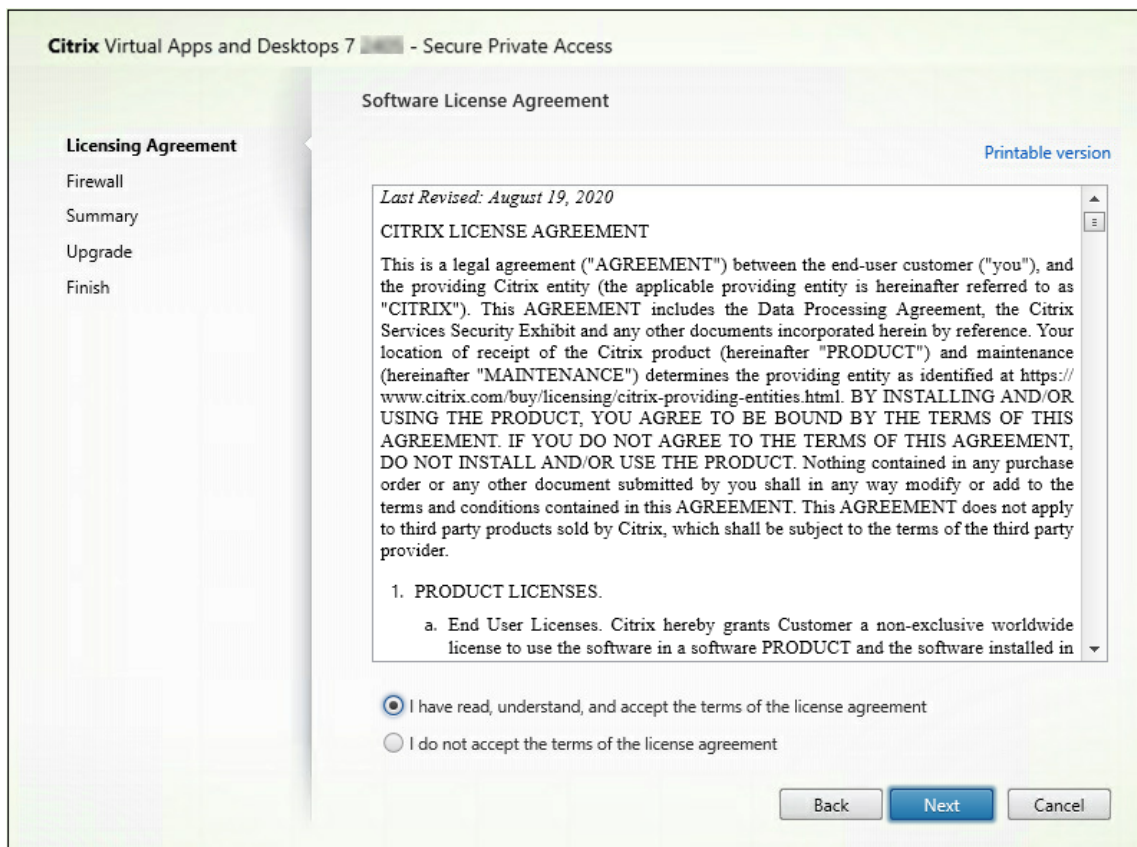 Citrix Virtual Apps and Desktops 7 - Secure Private Access
Licensing Agreement
Firewall
Summary
Upgrade
Finish
Software License Agreement
Printable version
Last Revised: August 19, 2020
CITRIX LICENSE AGREEMENT
This is a legal agreement ("AGREEMENT") between the end-user customer ("you"), and
the providing Citrix entity (the applicable providing entity is hereinafter referred to as
"CITRIX"). This AGREEMENT includes the Data Processing Agreement, the Citrix
Services Security Exhibit and any other documents incorporated herein by reference. Your
location of receipt of the Citrix product (hereinafter "PRODUCT") and maintenance
(hereinafter "MAINTENANCE") determines the providing entity as identified at https://
www.citrix.com/buy/licensing/citrix-providing-entities.html. BY INSTALLING AND/OR
USING THE PRODUCT, YOU AGREE TO BE BOUND BY THE TERMS OF THIS
AGREEMENT. IF YOU DO NOT AGREE TO THE TERMS OF THIS AGREEMENT,
DO NOT INSTALL AND/OR USE THE PRODUCT. Nothing contained in any purchase
order or any other document submitted by you shall in any way modify or add to the
terms and conditions contained in this AGREEMENT. This AGREEMENT does not apply
to third party products sold by Citrix, which shall be subject to the terms of the third party
provider.
1. PRODUCT LICENSES.
a. End User Licenses. Citrix hereby grants Customer a non-exclusive worldwide
license to use the software in a software PRODUCT and the software installed in
I have read, understand, and accept the terms of the license agreement
I do not accept the terms of the license agreement
Back
Next
Cancel